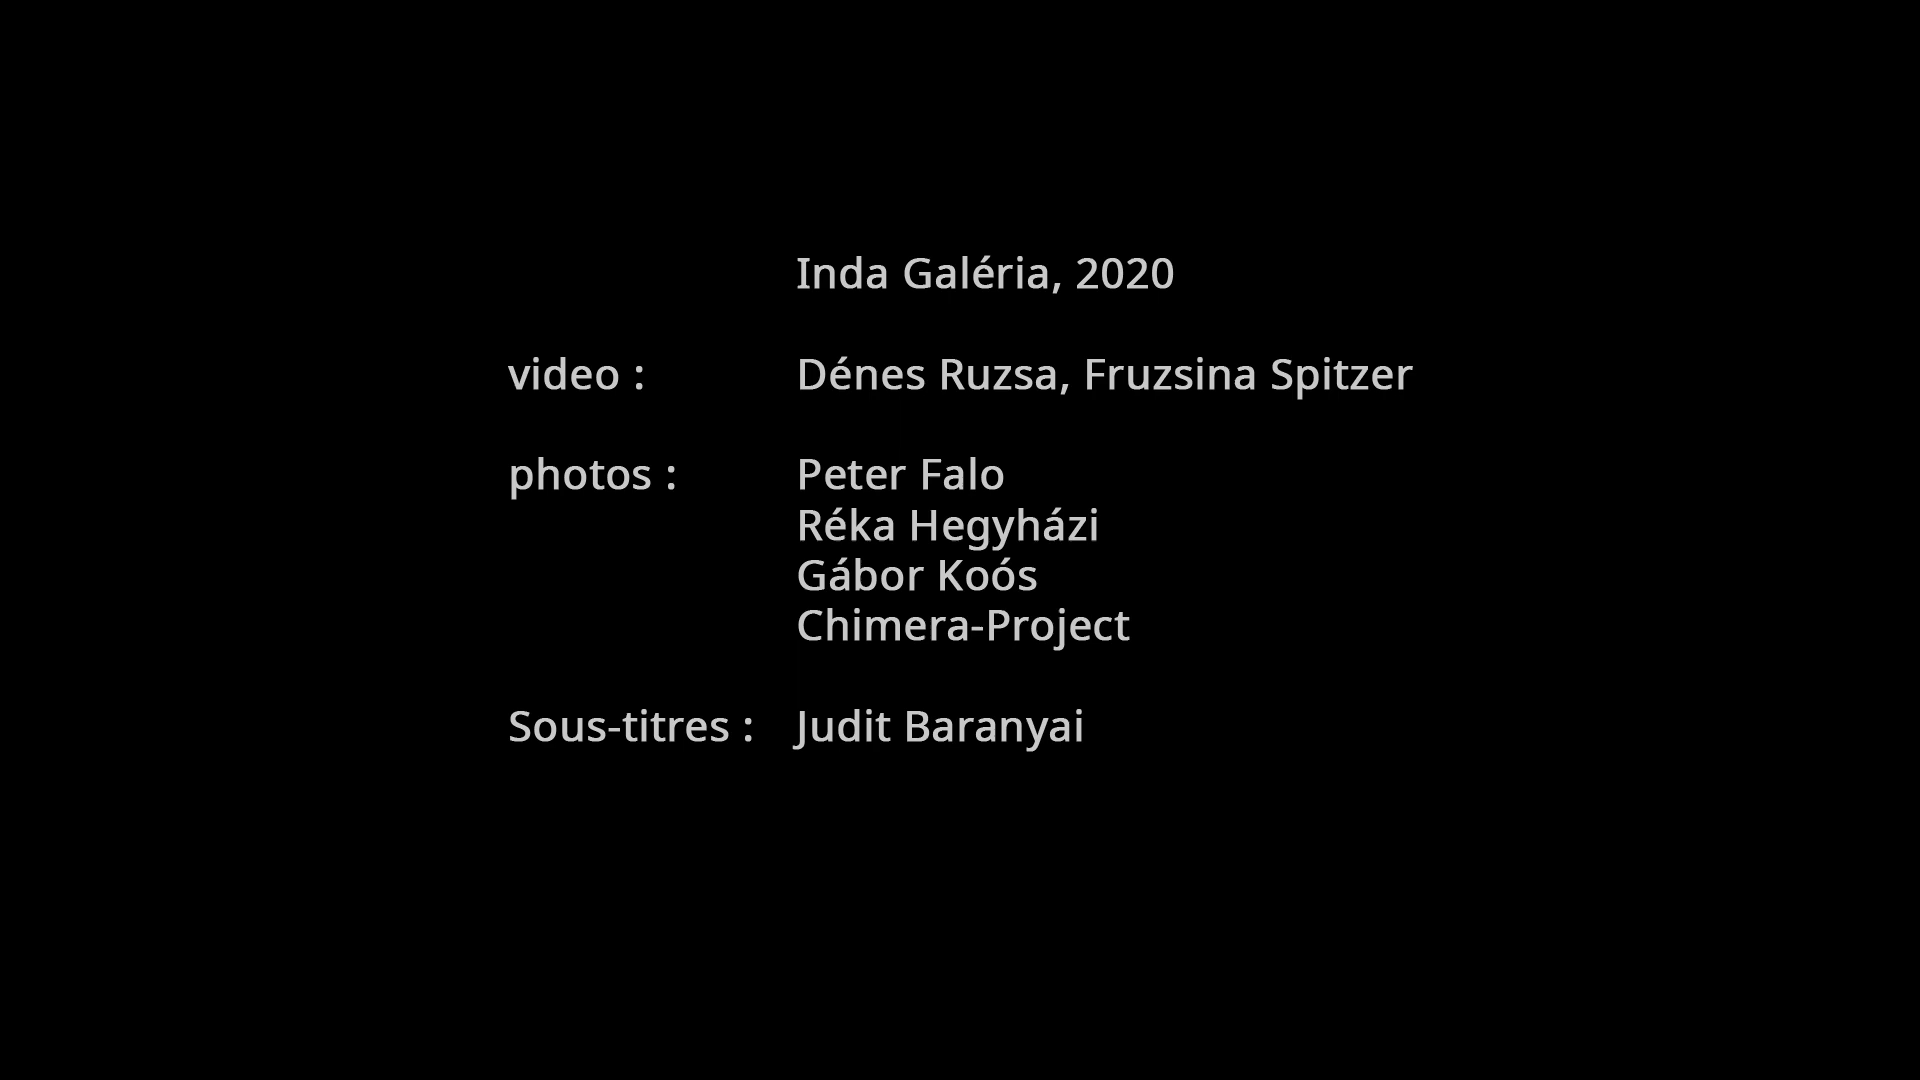 Inda Galéria, 2020
video : Dénes Ruzsa, Fruzsina Spitzer
photos : Peter Falo
Réka Hegyházi
Gábor Koós
Chimera-Project
Sous-titres : Judit Baranyai